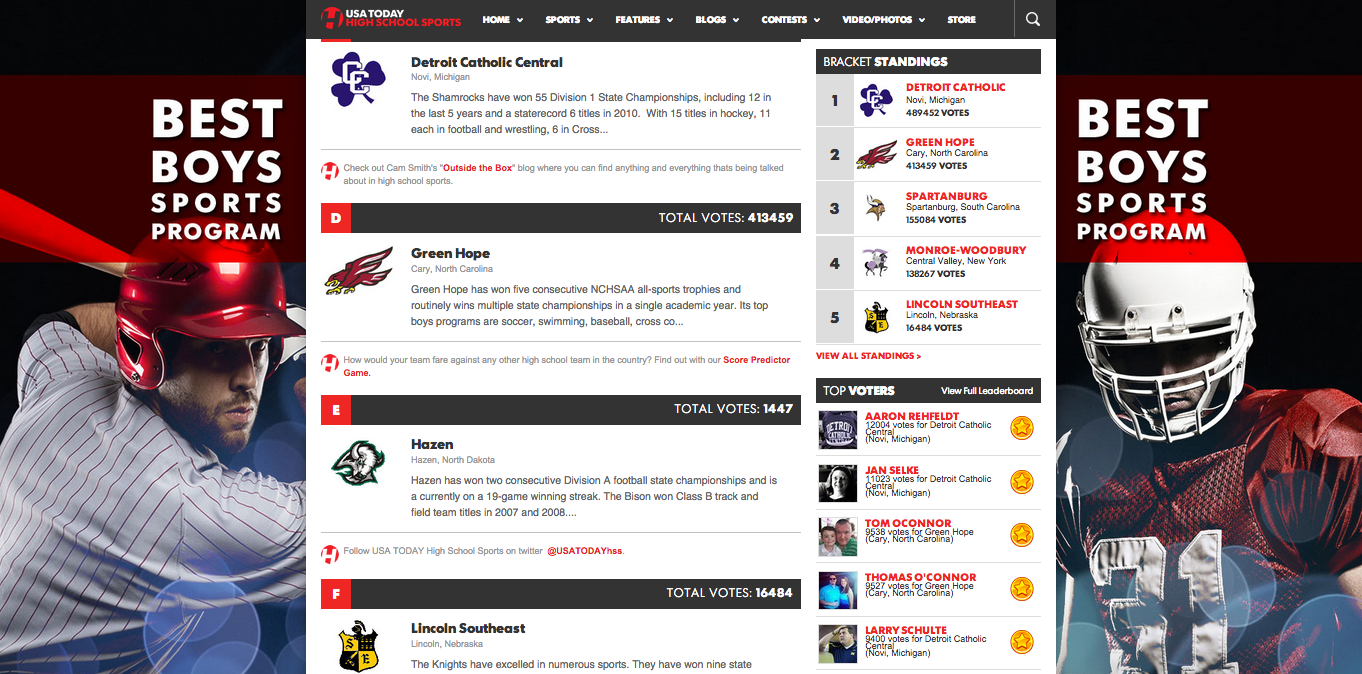 BEST
BOYS
SPORTS
PROGRAM
USA TODAY
HIGH SCHOOL SPORTS
HOME
SPORTS
FEATURES
BLOGS
CONTESTS
VIDEO/PHOTOS
STORE
CC
Detroit Catholic Central
Novi, Michigan
The Shamrocks have won 55 Division 1 State Championships, including 12 in
the last 5 years and a staterecord 6 titles in 2010.  With 15 titles in hockey, 11
each in football and wrestling, 6 in Cross...
Check out Cam Smith's "Outside the Box" blog where you can find anything and everything thats being talked
about in high school sports.
D
TOTAL VOTES: 413459
Green Hope
Cary, North Carolina
Green Hope has won five consecutive NCHSAA all-sports trophies and
routinely wins multiple state championships in a single academic year. Its top
boys programs are soccer, swimming, baseball, cross co...
How would your team fare against any other high school team in the country? Find out with our Score Predictor
Game.
E
TOTAL VOTES: 1447
Hazen
Hazen, North Dakota
Hazen has won two consecutive Division A football state championships and is
a currently on a 19-game winning streak. The Bison won Class B track and
field team titles in 2007 and 2008....
Follow USA TODAY High School Sports on twitter @USATODAYhss.
F
TOTAL VOTES: 16484
S E
Lincoln Southeast
Lincoln, Nebraska
The Knights have excelled in numerous sports. They have won nine state
BRACKET STANDINGS
1
CC
DETROIT CATHOLIC
Novi, Michigan
489452 VOTES
2
GREEN HOPE
Cary, North Carolina
413459 VOTES
3
SPARTANBURG
Spartanburg, South Carolina
155084 VOTES
4
MONROE-WOODBURY
Central Valley, New York
138267 VOTES
5
S E
LINCOLN SOUTHEAST
Lincoln, Nebraska
16484 VOTES
VIEW ALL STANDINGS >
TOP VOTERS
View Full Leaderboard
DETROIT
CATHOLIC
AARON REHFELDT
12004 votes for Detroit Catholic
Central
(Novi, Michigan)
JAN SELKE
11023 votes for Detroit Catholic
Central
(Novi, Michigan)
TOM OCONNOR
9538 votes for Green Hope
(Cary, North Carolina)
THOMAS O'CONNOR
9527 votes for Green Hope
(Cary, North Carolina)
LARRY SCHULTE
9400 votes for Detroit Catholic
Central
(Novi, Michigan)
BEST
BOYS
SPORTS
PROGRAM
21